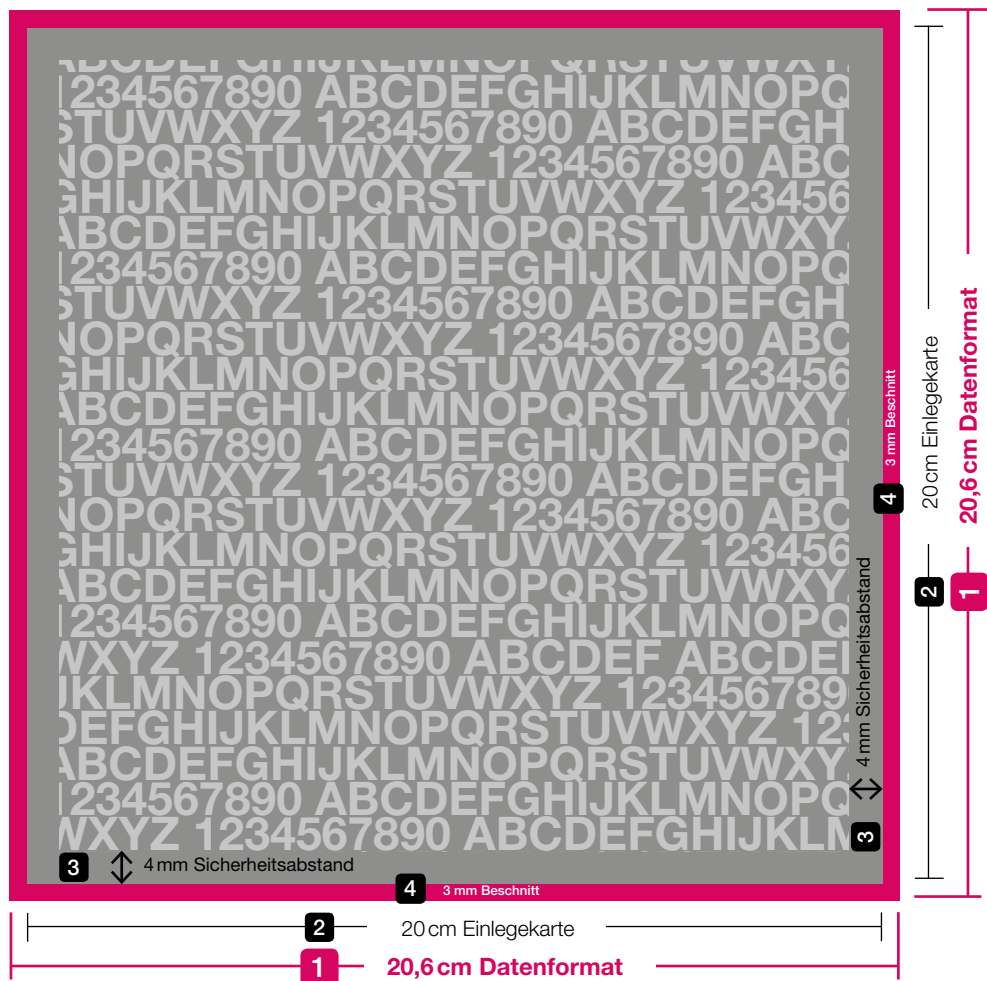 ABCDEFGHIJKLMNOPQRSTUVWXY
1234567890 ABCDEFGHIJKLMNOPQ
STUVWXYZ 1234567890 ABCDEFGH
NOPQRSTUVWXYZ 1234567890 ABC
GHIJKLMNOPQRSTUVWXYZ 123456
ABCDEFGHIJKLMNOPQRSTUVWXY
1234567890 ABCDEFGHIJKLMNOPQ
STUVWXYZ 1234567890 ABCDEFGH
NOPQRSTUVWXYZ 1234567890 ABC
GHIJKLMNOPQRSTUVWXYZ 123456
ABCDEFGHIJKLMNOPQRSTUVWXY
1234567890 ABCDEFGHIJKLMNOPQ
STUVWXYZ 1234567890 ABCDEFGH
NOPQRSTUVWXYZ 1234567890 ABC
GHIJKLMNOPQRSTUVWXYZ 123456
ABCDEFGHIJKLMNOPQRSTUVWXY
1234567890 ABCDEFGHIJKLMNOPQ
WXYZ 1234567890 ABCDEF ABCDE
JKLMNOPQRSTUVWXYZ 123456789
DEFGHIJKLMNOPQRSTUVWXYZ 123
ABCDEFGHIJKLMNOPQRSTUVWXY
1234567890 ABCDEFGHIJKLMNOPQ
WXYZ 1234567890 ABCDEFGHIJKLM
3 4 mm Sicherheitsabstand
4 3 mm Beschnitt
2 20 cm Einlegekarte
1 20,6 cm Datenformat
3 4 mm Sicherheitsabstand
4 3 mm Beschnitt
2 20 cm Einlegekarte
1 20,6 cm Datenformat